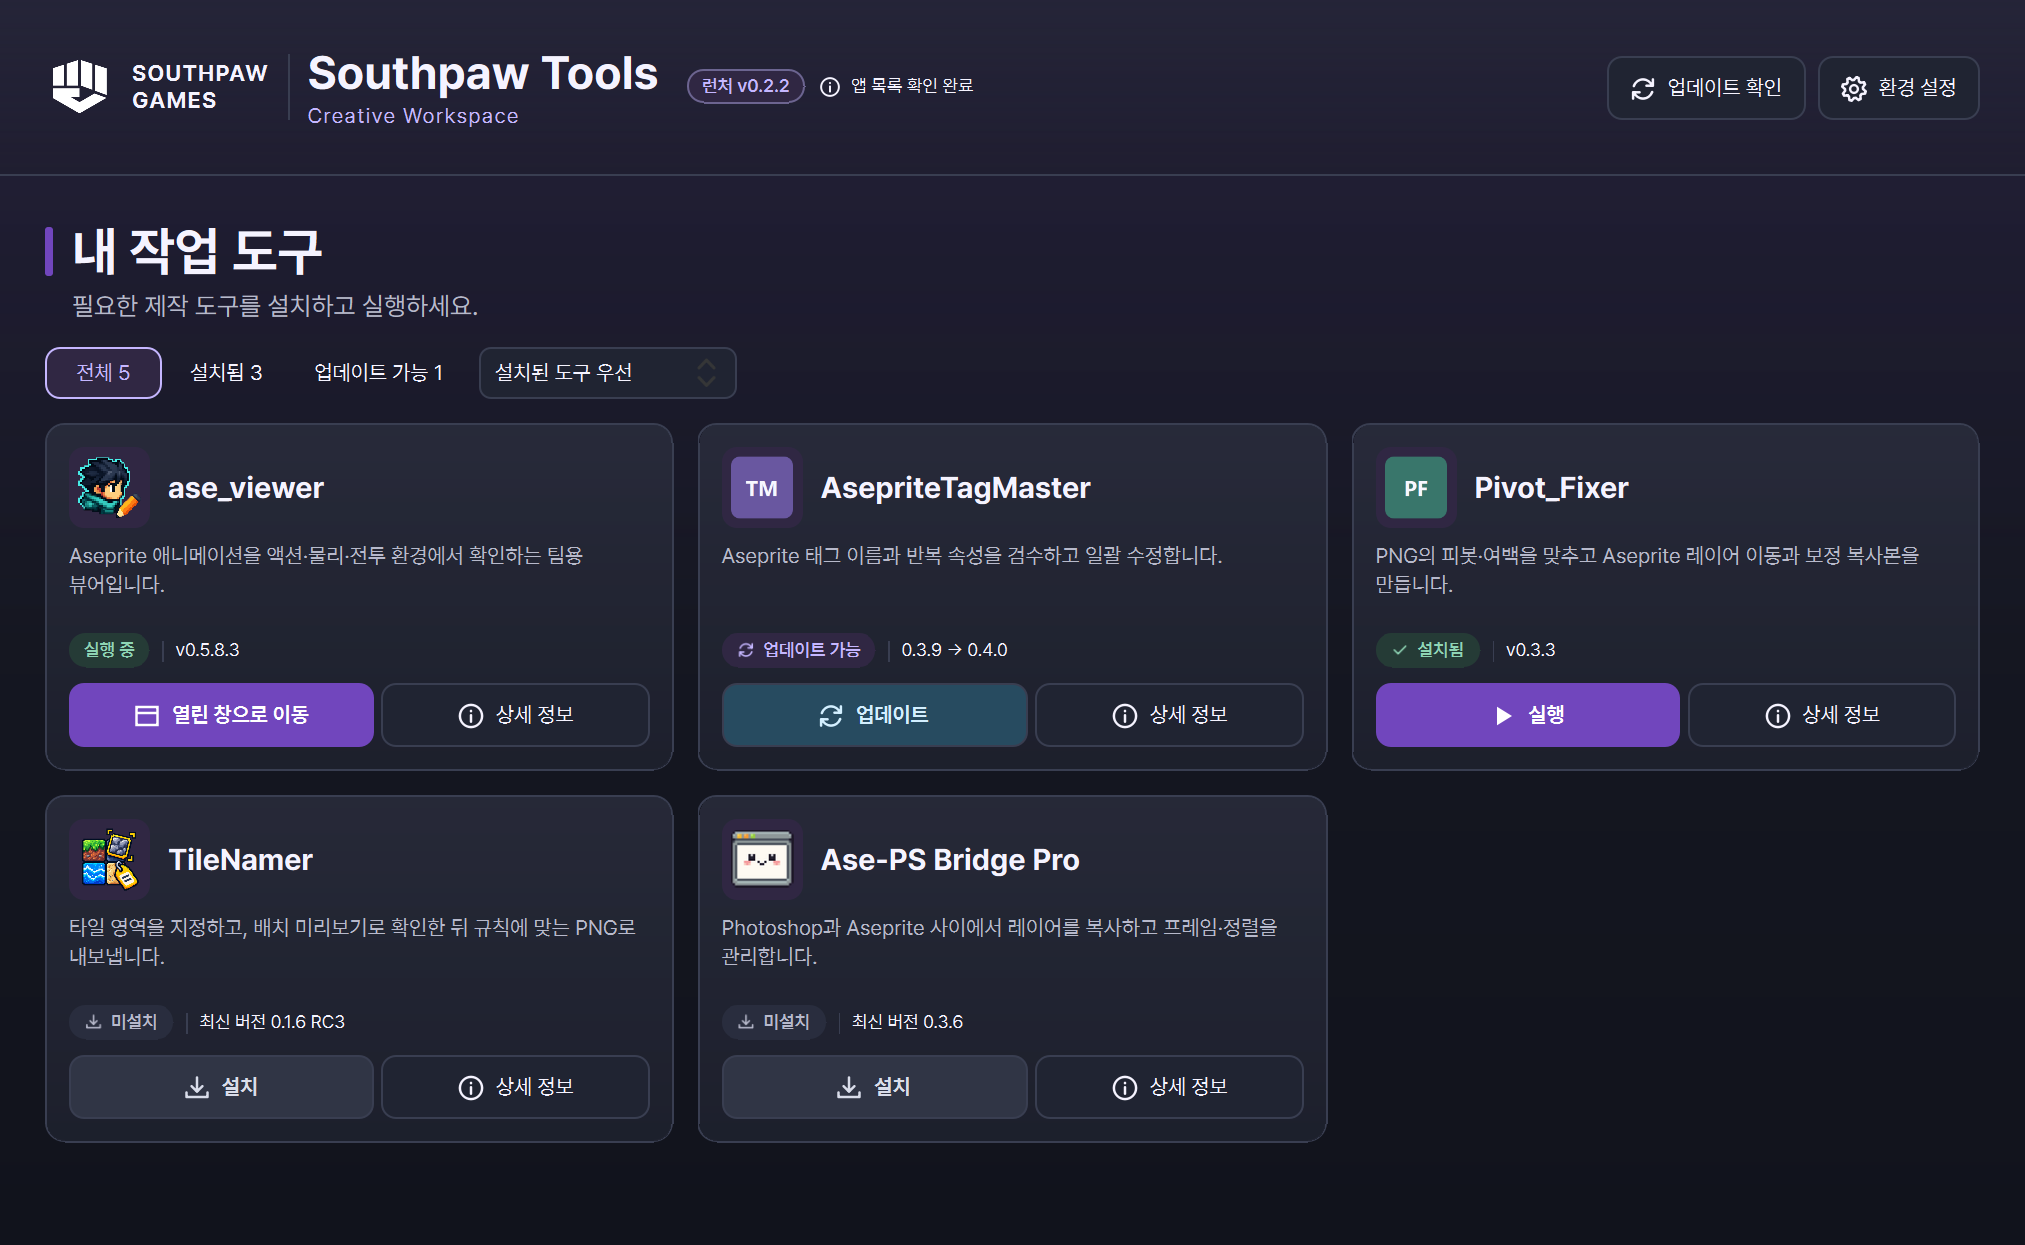 SOUTHPAW
GAMES
Southpaw Tools
Creative Workspace
런처 v0.2.2
앱 목록 확인 완료
업데이트 확인
환경 설정
내 작업 도구
필요한 제작 도구를 설치하고 실행하세요.
전체 5
설치됨 3
업데이트 가능 1
설치된 도구 우선
ase_viewer
Aseprite 애니메이션을 액션·물리·전투 환경에서 확인하는 팀용
뷰어입니다.
실행 중
v0.5.8.3
열린 창으로 이동
상세 정보
TM
AsepriteTagMaster
Aseprite 태그 이름과 반복 속성을 검수하고 일괄 수정합니다.
업데이트 가능
0.3.9 → 0.4.0
업데이트
상세 정보
PF
Pivot_Fixer
PNG의 피봇·여백을 맞추고 Aseprite 레이어 이동과 보정 복사본을
만듭니다.
설치됨
v0.3.3
실행
상세 정보
TileNamer
타일 영역을 지정하고, 배치 미리보기로 확인한 뒤 규칙에 맞는 PNG로
내보냅니다.
미설치
최신 버전 0.1.6 RC3
설치
상세 정보
Ase-PS Bridge Pro
Photoshop과 Aseprite 사이에서 레이어를 복사하고 프레임·정렬을
관리합니다.
미설치
최신 버전 0.3.6
설치
상세 정보